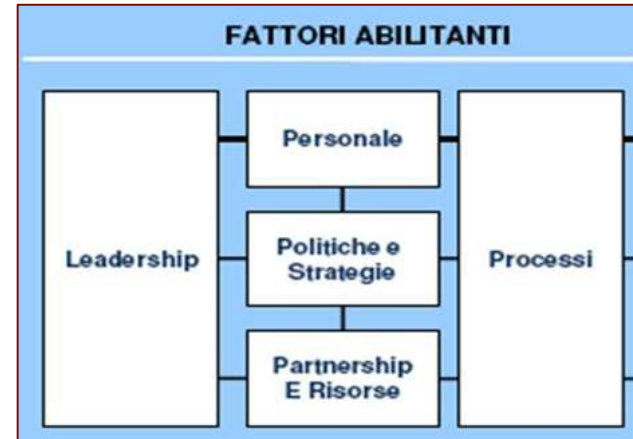 FATTORI ABILITANTI
Leadership
Personale
Politiche e
Strategie
Partnership
E Risorse
Processi